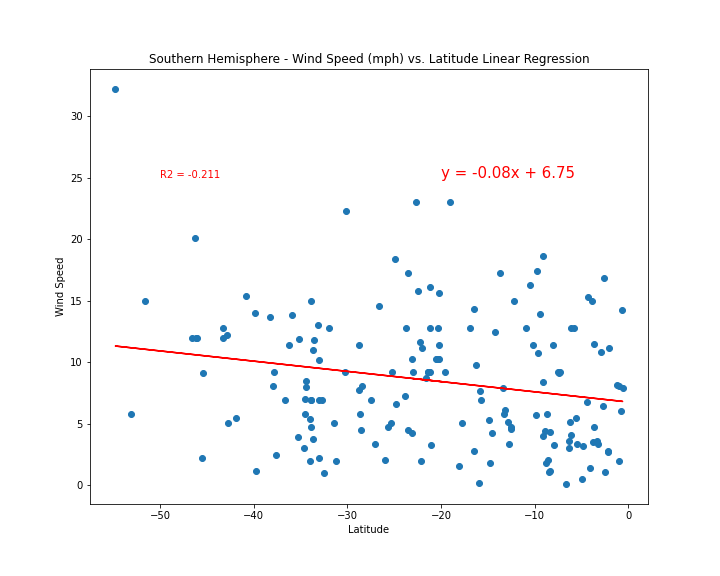 Southern Hemisphere - Wind Speed (mph) vs. Latitude Linear Regression
30
R2 = -0.211
y = -0.08x + 6.75
25
20
Wind Speed
15
10
5
0
−50
−40
−30
−20
−10
0
Latitude